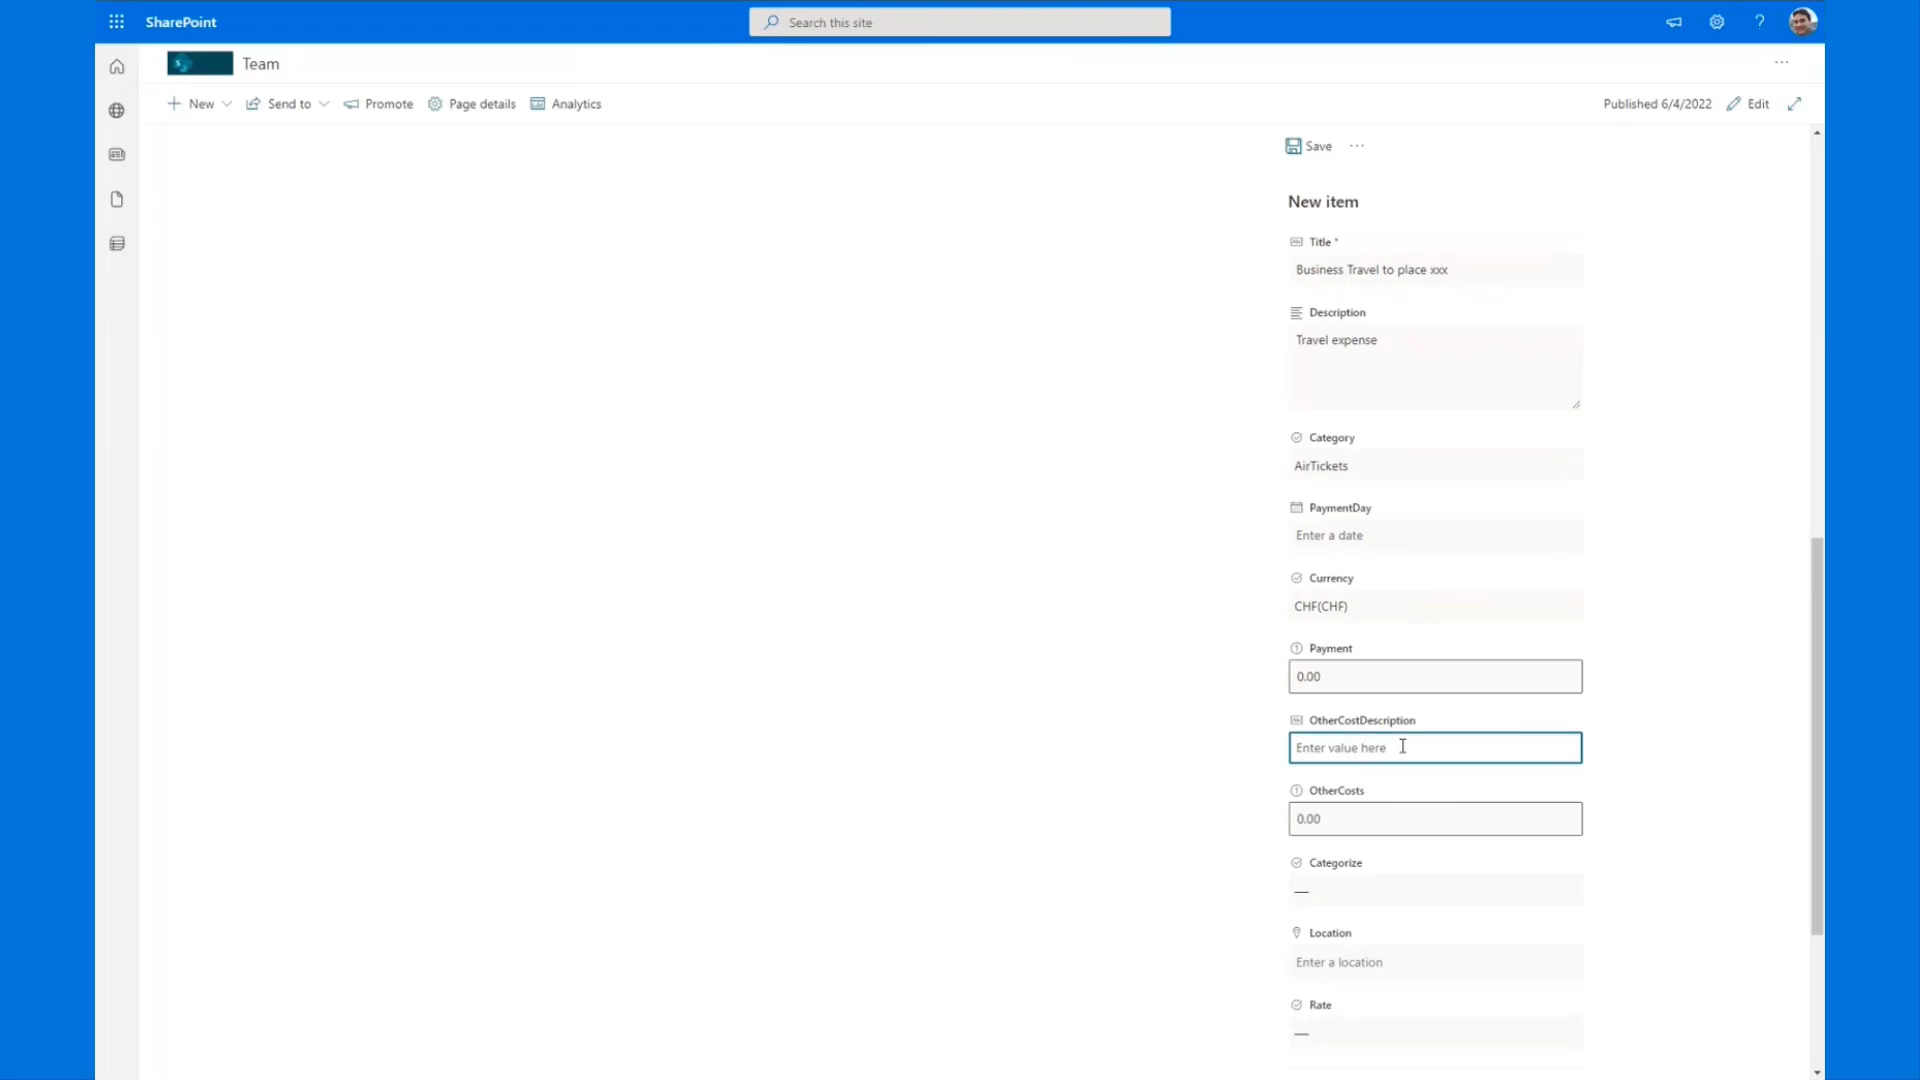 SharePoint
Search this site
?
S
Team
New
Send to
Promote
Page details
Analytics
Published 6/4/2022
Edit
Save
New item
Title *
Business Travel to place xxx
Description
Travel expense
Category
AirTickets
PaymentDay
Enter a date
Currency
CHF(CHF)
Payment
0.00
OtherCostDescription
Enter value here
OtherCosts
0.00
Categorize
—
Location
Enter a location
Rate
—